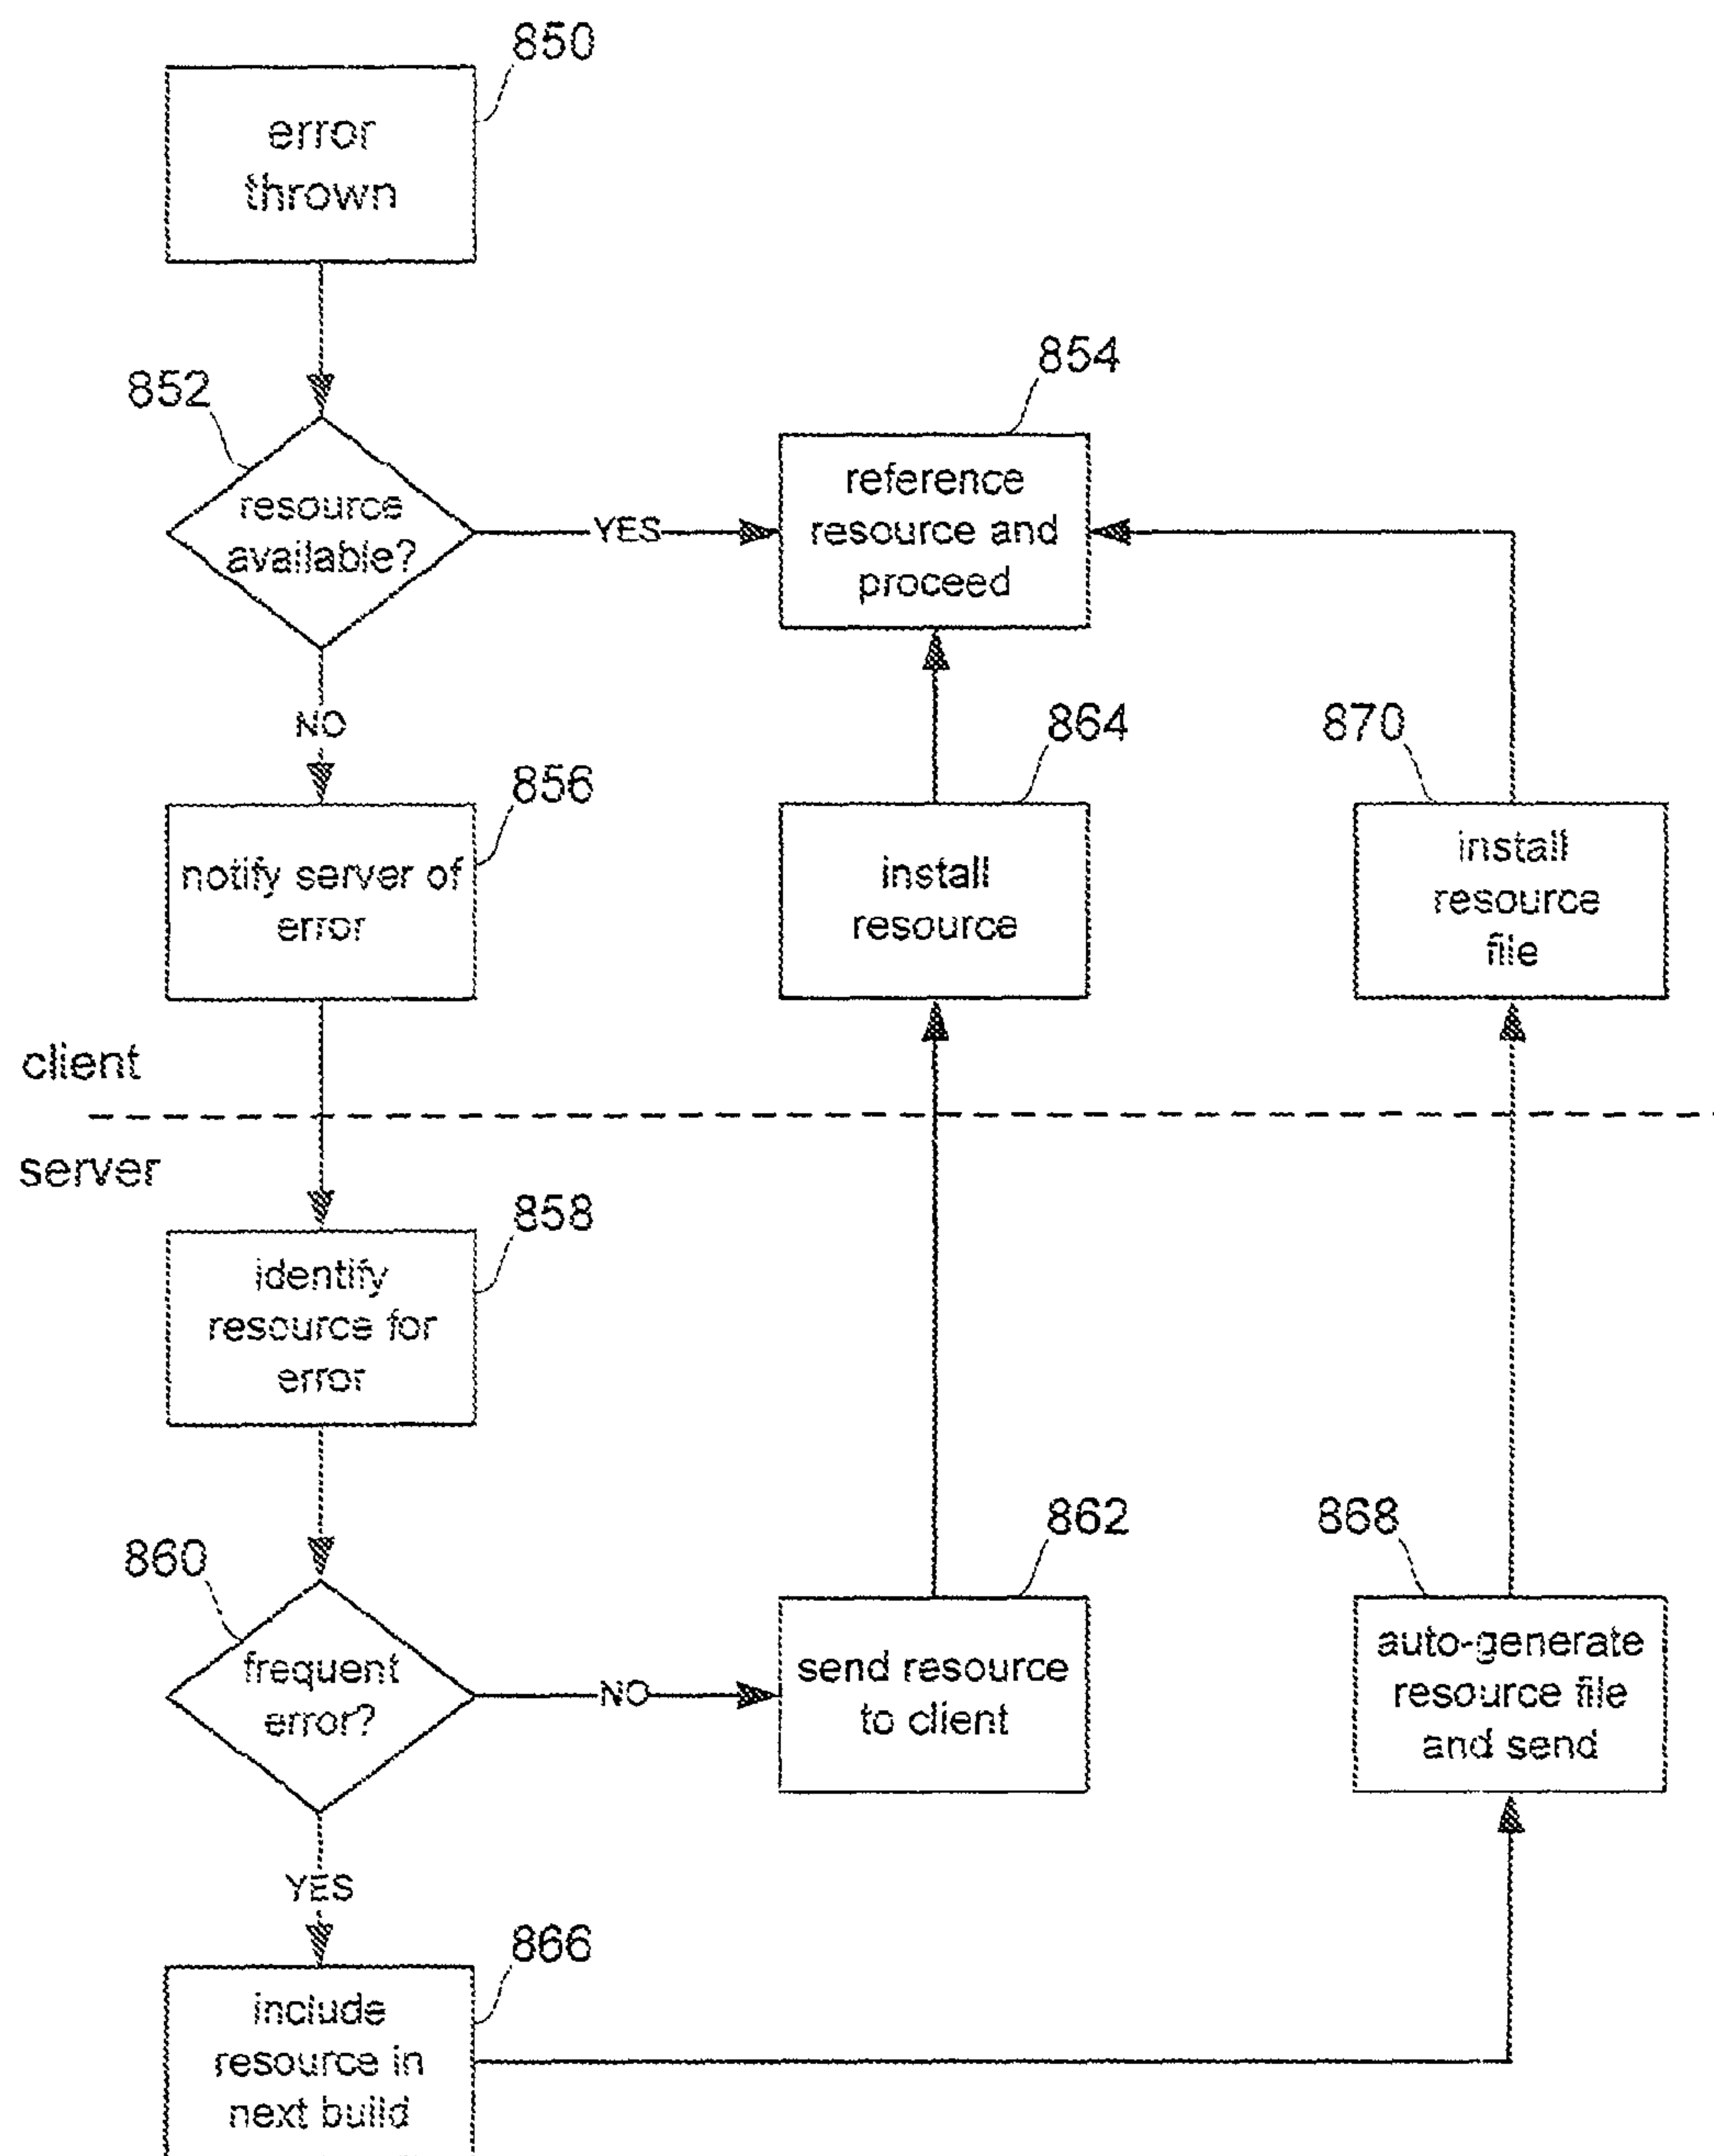 850
error
thrown
852
resource
available?
YES
854
reference
resource and
proceed
NO
856
notify server of
error
864
install
resource
870
install
resource
file
client
server
858
identify
resource for
error
860
frequent
error?
NO
862
send resource
to client
868
auto-generate
resource file
and send
YES
866
include
resource in
next build